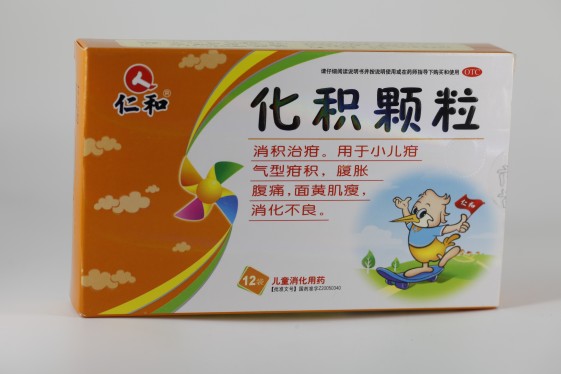 仁和®
请仔细阅读说明书并按说明使用或在药师指导下购买和使用 OTC
化积颗粒
消积治疳。用于小儿疳
气型疳积，腹胀
腹痛，面黄肌瘦，
消化不良。
仁和
12袋 儿童消化用药